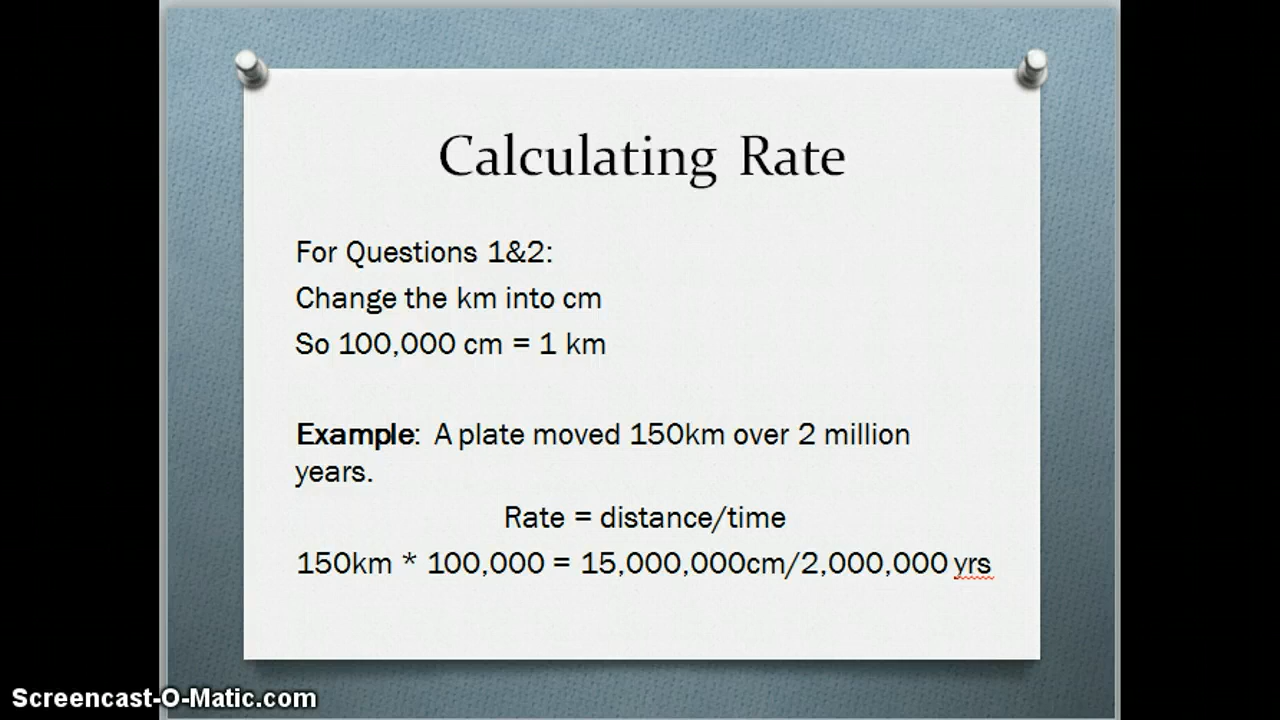 Calculating Rate
For Questions 1&2:
Change the km into cm
So 100,000 cm = 1 km
Example: A plate moved 150km over 2 million
years.
Rate = distance/time
150km * 100,000 = 15,000,000cm/2,000,000 yrs
Screencast-O-Matic.com